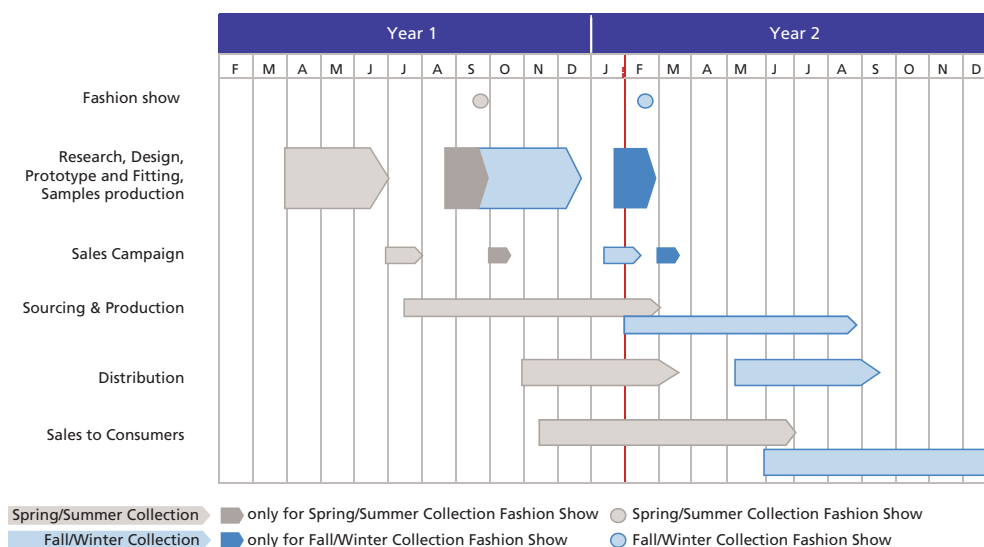 Year 1 Year 2
F M A M J J A S O N D J F M A M J J A S O N D
Fashion show
Research, Design,
Prototype and Fitting,
Samples production
Sales Campaign
Sourcing & Production
Distribution
Sales to Consumers
Spring/Summer Collection only for Spring/Summer Collection Fashion Show Spring/Summer Collection Fashion Show
Fall/Winter Collection only for Fall/Winter Collection Fashion Show Fall/Winter Collection Fashion Show